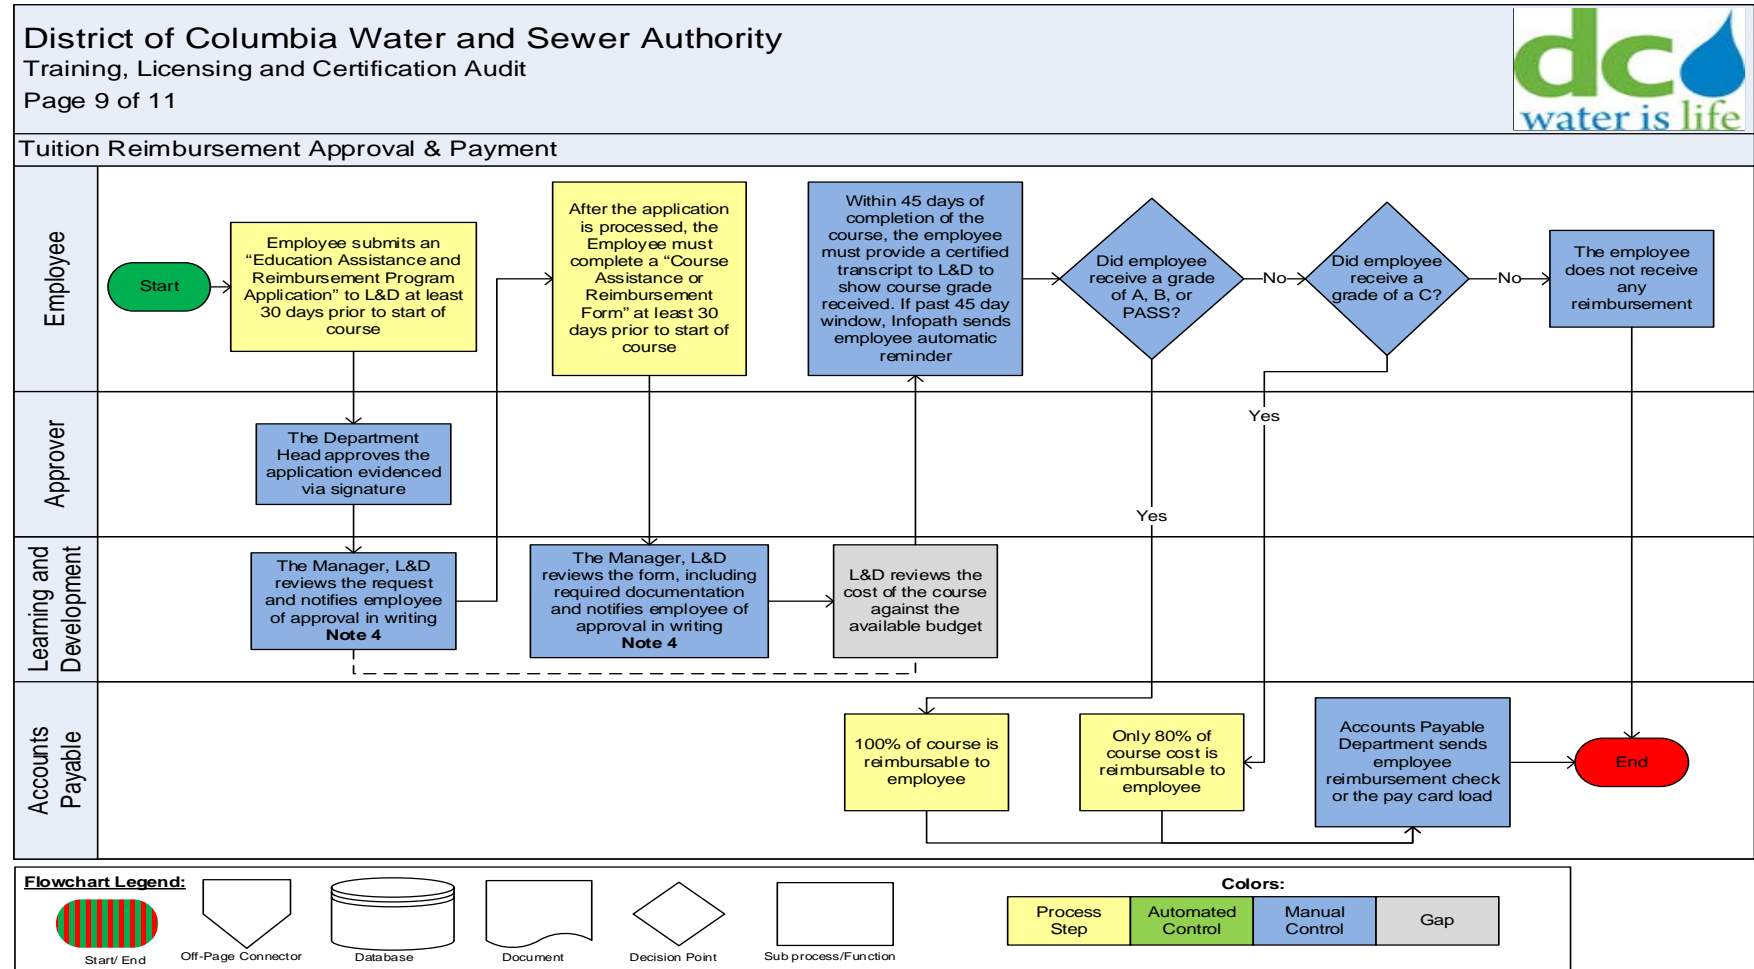 District of Columbia Water and Sewer Authority
Training, Licensing and Certification Audit
Page 9 of 11
dc
water is life
Tuition Reimbursement Approval & Payment
Employee
Start
Employee submits an
“Education Assistance and
Reimbursement Program
Application” to L&D at least
30 days prior to start of
course
After the application
is processed, the
Employee must
complete a “Course
Assistance or
Reimbursement
Form” at least 30
days prior to start of
course
Within 45 days of
completion of the
course, the employee
must provide a certified
transcript to L&D to
show course grade
received. If past 45 day
window, Infopath sends
employee automatic
reminder
Did employee
receive a grade
of A, B, or
PASS?
No
Did employee
receive a
grade of a C?
No
The employee
does not receive
any
reimbursement
Approver
The Department
Head approves the
application evidenced
via signature
Yes
Yes
Learning and
Development
The Manager, L&D
reviews the request
and notifies employee
of approval in writing
Note 4
The Manager, L&D
reviews the form, including
required documentation
and notifies employee of
approval in writing
Note 4
L&D reviews the
cost of the course
against the
available budget
Accounts
Payable
100% of course is
reimbursable to
employee
Only 80% of
course cost is
reimbursable to
employee
Accounts Payable
Department sends
employee
reimbursement check
or the pay card load
End
Flowchart Legend:
Start/ End
Off-Page Connector
Database
Document
Decision Point
Sub process/Function
Colors:
Process
Step
Automated
Control
Manual
Control
Gap